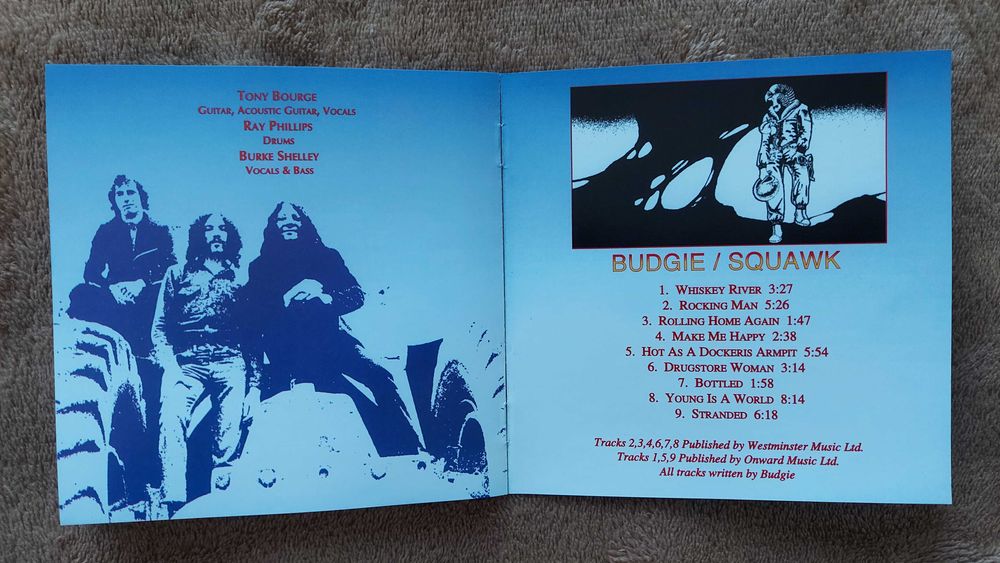 TONY BOURGE
GUITAR, ACOUSTIC GUITAR, VOCALS
RAY PHILLIPS
DRUMS
BURKE SHELLEY
VOCALS & BASS
BUDGIE / SQUAWK
1. WHISKEY RIVER 3:27
2. ROCKING MAN 5:26
3. ROLLING HOME AGAIN 1:47
4. MAKE ME HAPPY 2:38
5. HOT AS A DOCKERIS ARMPIT 5:54
6. DRUGSTORE WOMAN 3:14
7. BOTTLED 1:58
8. YOUNG IS A WORLD 8:14
9. STRANDED 6:18
Tracks 2,3,4,6,7,8 Published by Westminster Music Ltd.
Tracks 1,5,9 Published by Onward Music Ltd.
All tracks written by Budgie